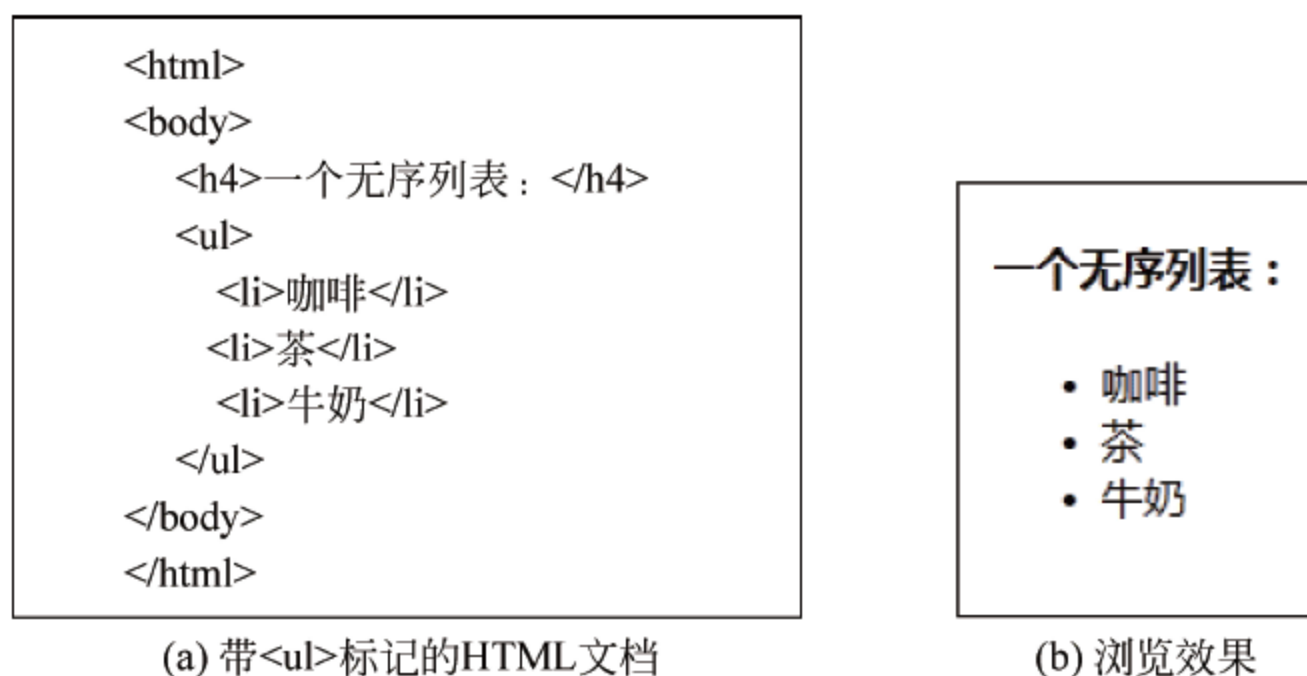 <html>
<body>
<h4>一个无序列表：</h4>
<ul>
<li>咖啡</li>
<li>茶</li>
<li>牛奶</li>
</ul>
</body>
</html>
(a) 带<ul>标记的HTML文档
一个无序列表：
• 咖啡
• 茶
• 牛奶
(b) 浏览效果